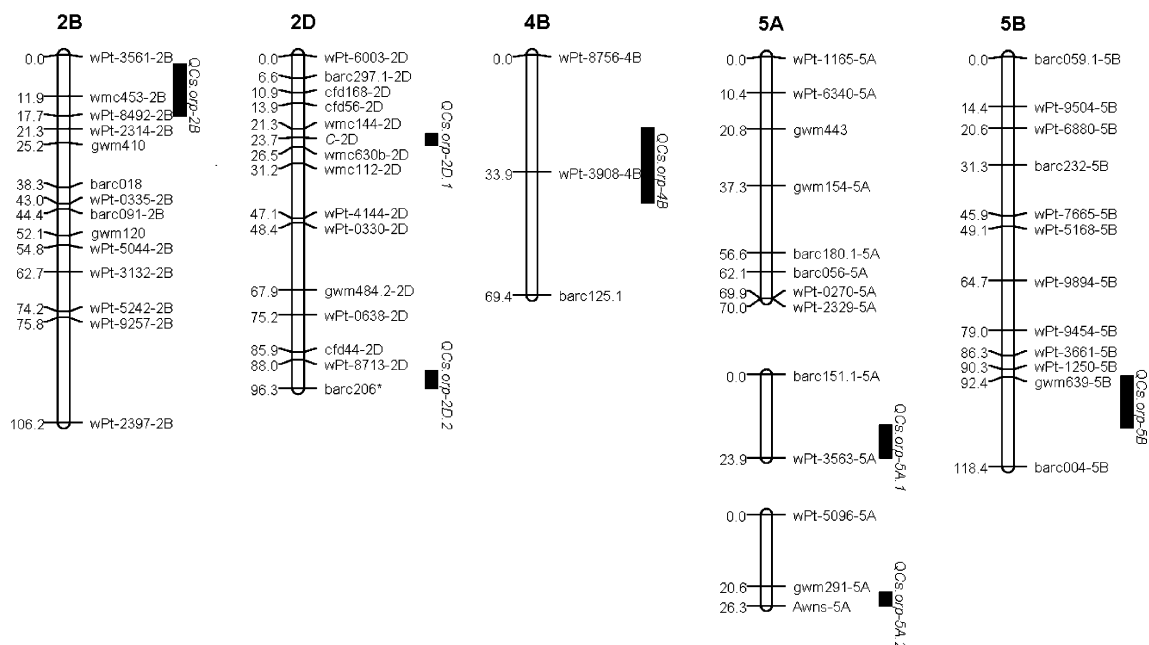 2B
0.0 wPt-3561-2B
11.9 wmc453-2B
17.7 wPt-8492-2B
21.3 wPt-2314-2B
25.2 gwm410
38.3 barc018
43.0 wPt-0335-2B
44.4 barc091-2B
52.1 gwm120
54.8 wPt-5044-2B
62.7 wPt-3132-2B
74.2 wPt-5242-2B
75.8 wPt-9257-2B
106.2 wPt-2397-2B
QCs.orp-2B
2D
0.0 wPt-6003-2D
6.6 barc297.1-2D
10.9 cfd168-2D
13.9 cfd56-2D
21.3 wmc144-2D
23.7 C-2D
26.5 wmc630b-2D
31.2 wmc112-2D
47.1 wPt-4144-2D
48.4 wPt-0330-2D
67.9 gwm484.2-2D
75.2 wPt-0638-2D
85.9 cfd44-2D
88.0 wPt-8713-2D
96.3 barc206*
QCs.orp-2D.1
QCs.orp-2D.2
4B
0.0 wPt-8756-4B
33.9 wPt-3908-4B
69.4 barc125.1
QCs.orp-4B
5A
0.0 wPt-1165-5A
10.4 wPt-6340-5A
20.8 gwm443
37.3 gwm154-5A
56.6 barc180.1-5A
62.1 barc056-5A
69.9 wPt-0270-5A
70.0 wPt-2329-5A
0.0 barc151.1-5A
23.9 wPt-3563-5A
QCs.orp-5A.1
0.0 wPt-5096-5A
20.6 gwm291-5A
26.3 Awns-5A
QCs.orp-5A.2
5B
0.0 barc059.1-5B
14.4 wPt-9504-5B
20.6 wPt-6880-5B
31.3 barc232-5B
45.9 wPt-7665-5B
49.1 wPt-5168-5B
64.7 wPt-9894-5B
79.0 wPt-9454-5B
86.3 wPt-3661-5B
90.3 wPt-1250-5B
92.4 gwm639-5B
118.4 barc004-5B
QCs.orp-5B